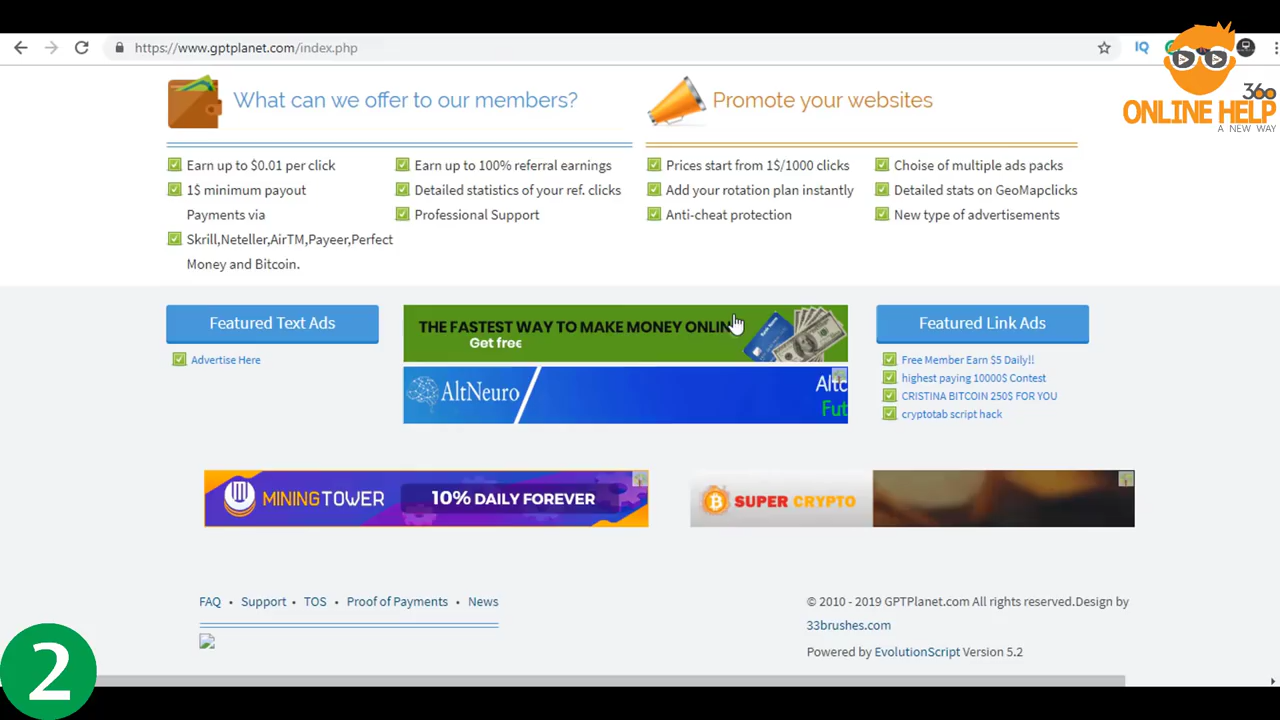 https://www.gptplanet.com/index.php
IQ
360
ONLINE HELP
A NEW WAY
What can we offer to our members?
Promote your websites
Earn up to $0.01 per click
Earn up to 100% referral earnings
Prices start from 1$/1000 clicks
Choise of multiple ads packs
1$ minimum payout
Detailed statistics of your ref. clicks
Add your rotation plan instantly
Detailed stats on GeoMapclicks
Payments via
Professional Support
Anti-cheat protection
New type of advertisements
Skrill,Neteller,AirTM,Payeer,Perfect
Money and Bitcoin.
Featured Text Ads
THE FASTEST WAY TO MAKE MONEY ONLIN
Get free
Featured Link Ads
Advertise Here
Free Member Earn $5 Daily!!
highest paying 10000$ Contest
CRISTINA BITCOIN 250$ FOR YOU
cryptotab script hack
AltNeuro
Altc
Fut
MININGTOWER
10% DAILY FOREVER
SUPER CRYPTO
FAQ • Support • TOS • Proof of Payments • News
© 2010 - 2019 GPTPlanet.com All rights reserved.Design by
33brushes.com
Powered by EvolutionScript Version 5.2
2